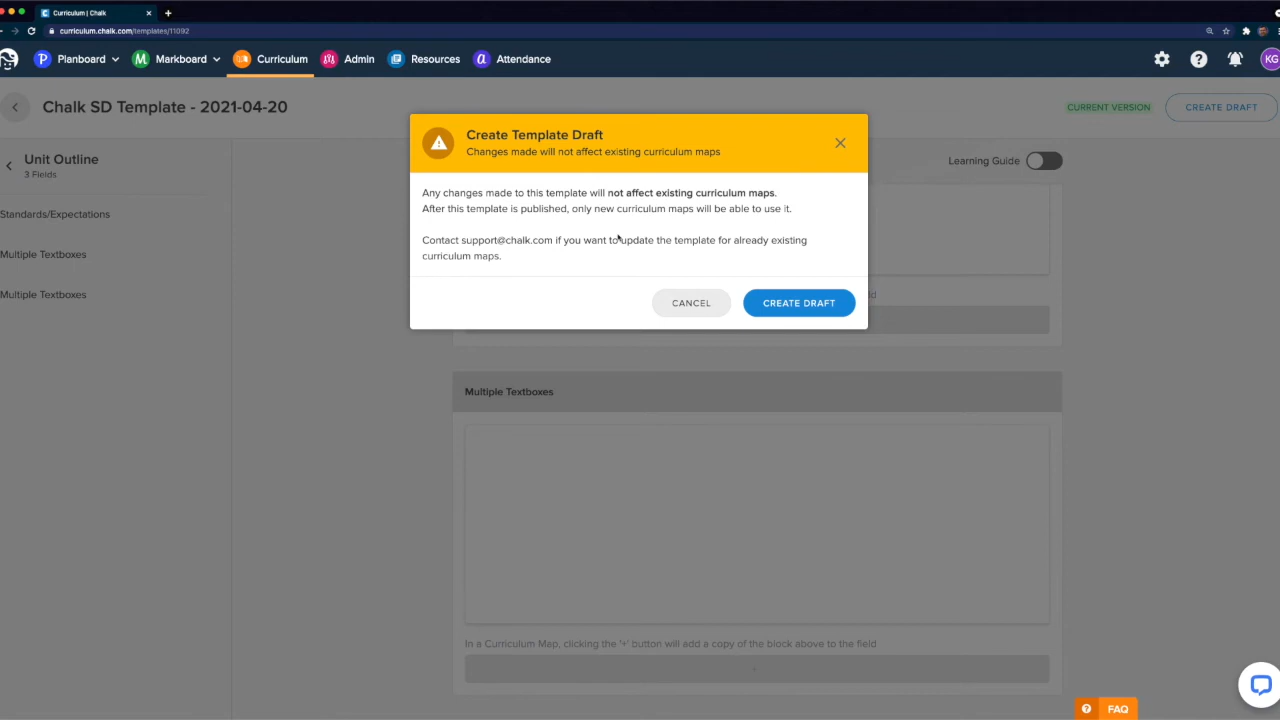 Curriculum | Chalk
curriculum.chalk.com/templates/11092
Planboard
Markboard
Curriculum
Admin
Resources
Attendance
KG
Chalk SD Template - 2021-04-20
CURRENT VERSION
CREATE DRAFT
Unit Outline
3 Fields
Learning Guide
Standards/Expectations
Multiple Textboxes
Multiple Textboxes
Create Template Draft
Changes made will not affect existing curriculum maps
Any changes made to this template will not affect existing curriculum maps.
After this template is published, only new curriculum maps will be able to use it.
Contact support@chalk.com if you want to update the template for already existing
curriculum maps.
CANCEL
CREATE DRAFT
Multiple Textboxes
In a Curriculum Map, clicking the '+' button will add a copy of the block above to the field
+
? FAQ